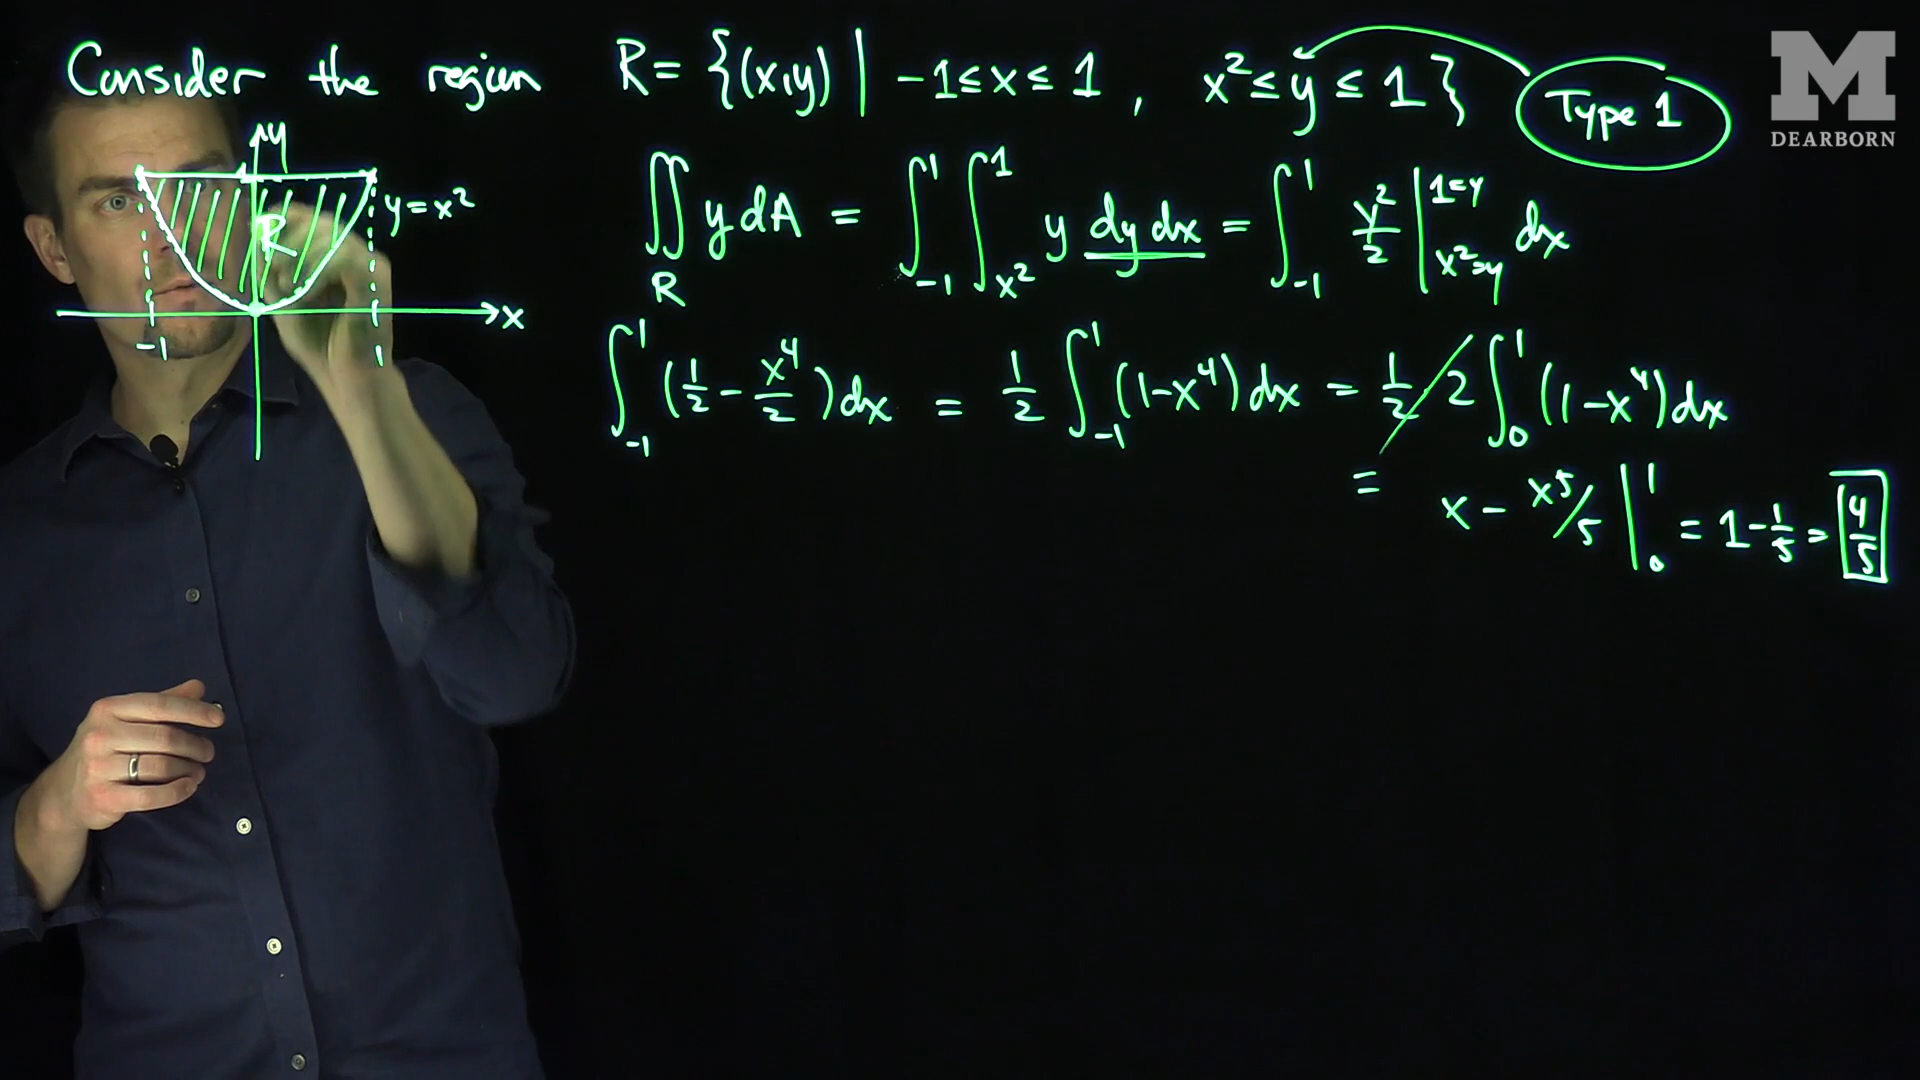 Consider the region R = {(x,y) | -1 ≤ x ≤ 1 , x² ≤ y ≤ 1}
Type 1
M
DEARBORN
y
y = x²
R
x
-1
1
∬_R y dA = ∫_{-1}^{1} ∫_{x²}^{1} y dy dx = ∫_{-1}^{1} y²/2 |_{x²=y}^{1=y} dx
∫_{-1}^{1} (1/2 - x⁴/2) dx = 1/2 ∫_{-1}^{1} (1-x⁴) dx = 1/2 · 2 ∫_{0}^{1} (1-x⁴) dx
= x - x⁵/5 |_{0}^{1} = 1 - 1/5 = 4/5